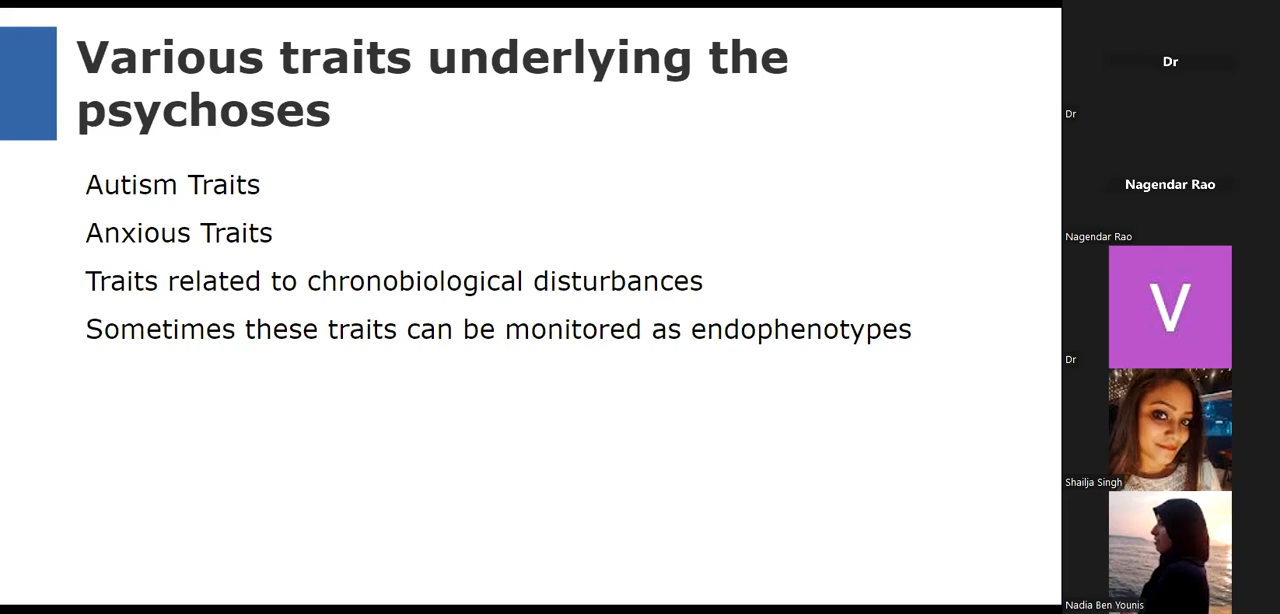 Various traits underlying the
psychoses
Autism Traits
Anxious Traits
Traits related to chronobiological disturbances
Sometimes these traits can be monitored as endophenotypes
Dr
Dr
Nagendar Rao
Nagendar Rao
V
Dr
Shailja Singh
Nadia Ben Younis